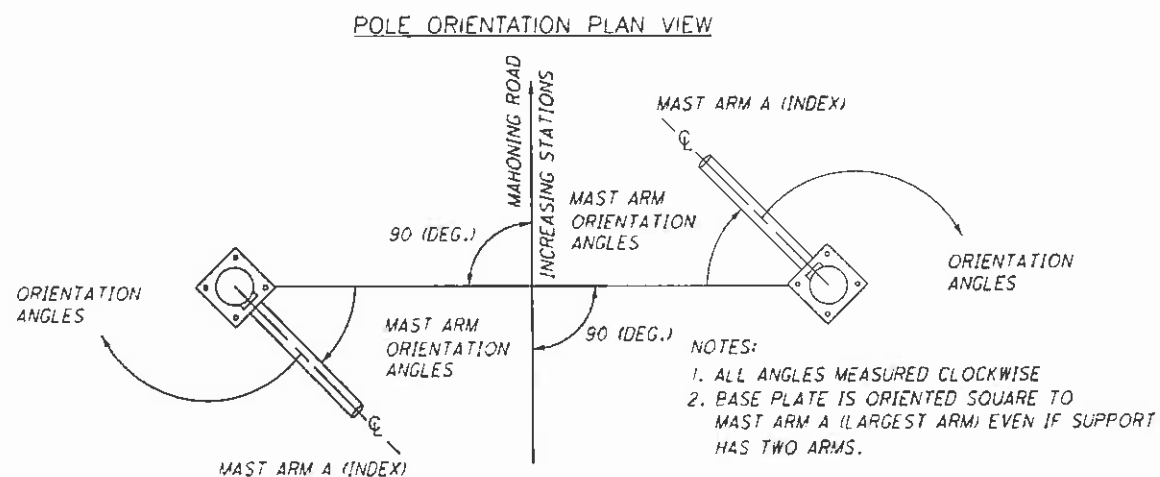 POLE ORIENTATION PLAN VIEW
MAHONING ROAD
INCREASING STATIONS
MAST ARM A (INDEX)
℄
MAST ARM
ORIENTATION
ANGLES
90 (DEG.)
ORIENTATION
ANGLES
ORIENTATION
ANGLES
MAST ARM
ORIENTATION
ANGLES
90 (DEG.)
℄
MAST ARM A (INDEX)
NOTES:
1. ALL ANGLES MEASURED CLOCKWISE
2. BASE PLATE IS ORIENTED SQUARE TO
MAST ARM A (LARGEST ARM) EVEN IF SUPPORT
HAS TWO ARMS.